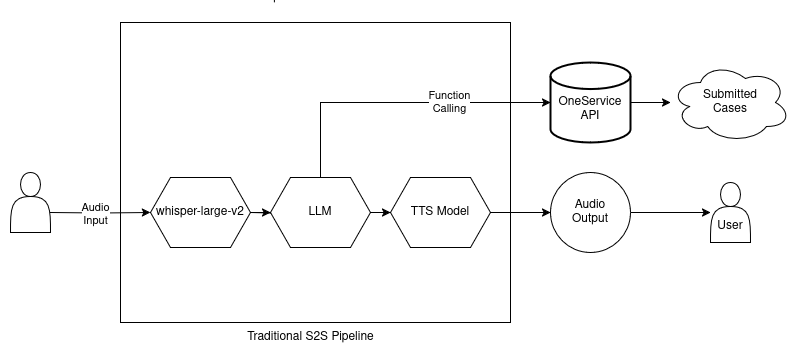 Function
Calling
OneService
API
Submitted
Cases
Audio
Input
whisper-large-v2
LLM
TTS Model
Audio
Output
User
Traditional S2S Pipeline